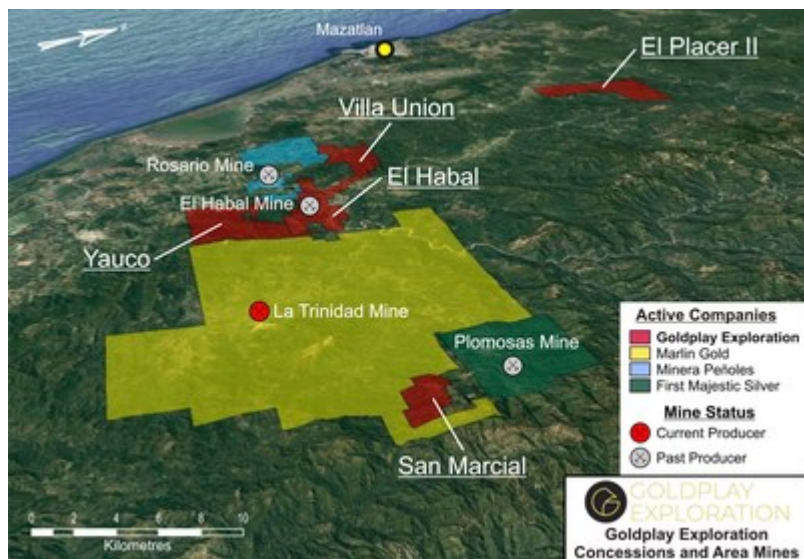 Mazatlan
El Placer II
Villa Union
Rosario Mine
El Habal
El Habal Mine
Yauco
La Trinidad Mine
Plomosas Mine
San Marcial
Active Companies
Goldplay Exploration
Marlin Gold
Minera Peñoles
First Majestic Silver
Mine Status
Current Producer
Past Producer
0 2 4 6 8 10
Kilometres
GOLDPLAY
EXPLORATION
Goldplay Exploration
Concessions and Area Mines